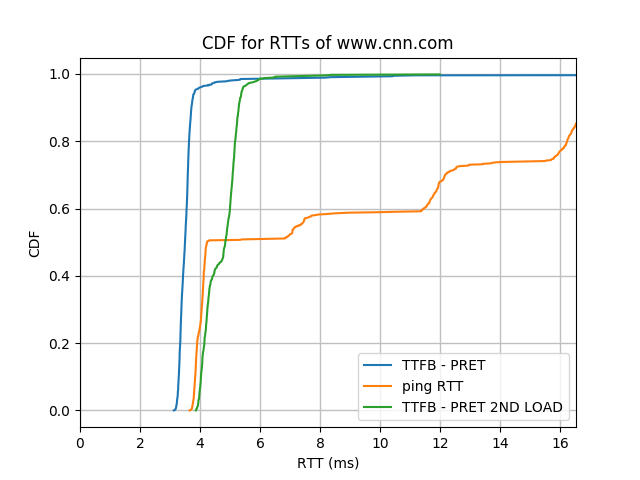 CDF for RTTs of www.cnn.com
CDF
1.0
0.8
0.6
0.4
0.2
0.0
0 2 4 6 8 10 12 14 16
RTT (ms)
TTFB - PRET
ping RTT
TTFB - PRET 2ND LOAD